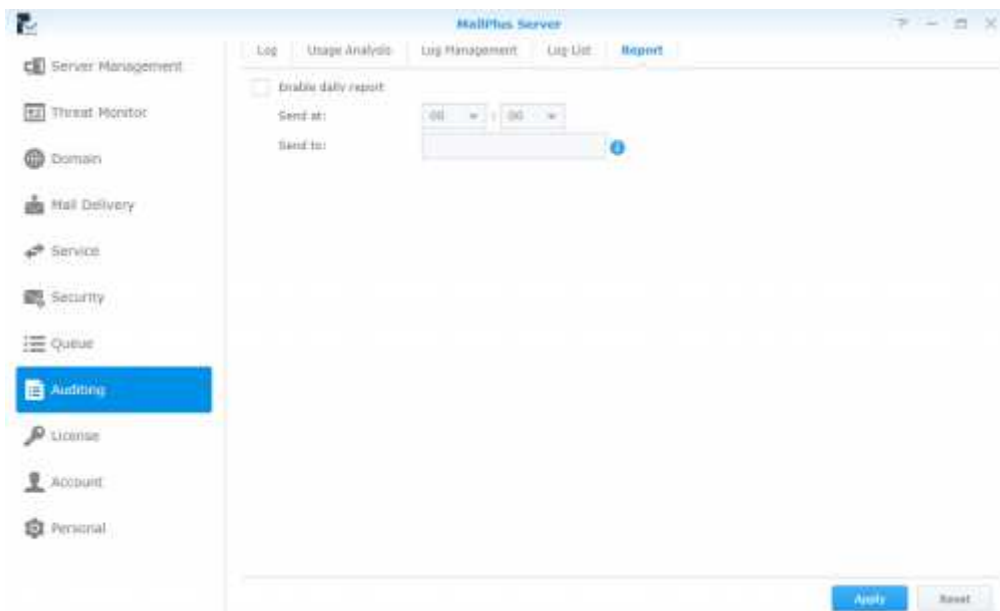 MailPlus Server
?
Log Usage Analysis Log Management Log List Report
Server Management
Threat Monitor
Domain
Mail Delivery
Service
Security
Queue
Auditing
License
Account
Personal
Enable daily report
Send at: 00 : 00
Send to:
Apply Reset